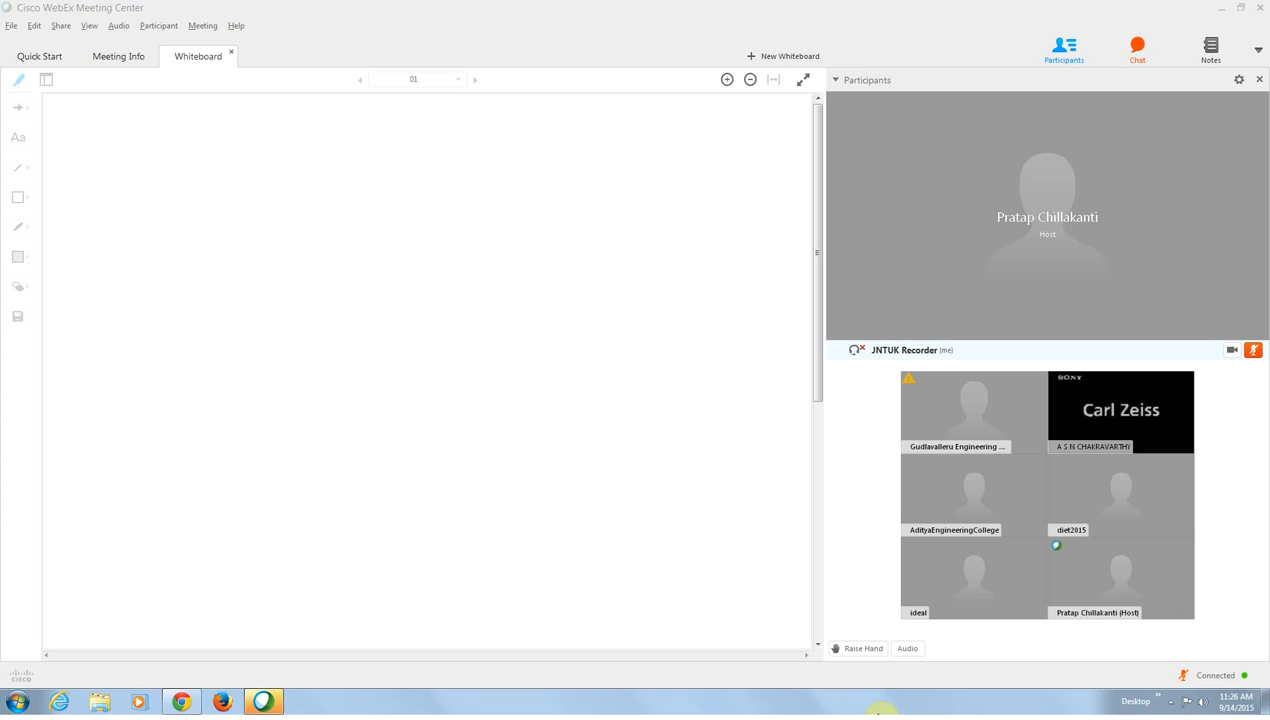 Cisco WebEx Meeting Center
File Edit Share View Audio Participant Meeting Help
Quick Start Meeting Info Whiteboard New Whiteboard
Participants Chat Notes
01
Participants
Pratap Chillakanti
Host
JNTUK Recorder (me)
SONY
Carl Zeiss
Gudlavalleru Engineering ... A S N CHAKRAVARTHY
AdityaEngineeringCollege diet2015
ideal Pratap Chillakanti (Host)
Raise Hand Audio
Aa
cisco
Connected
Desktop
11:26 AM
9/14/2015